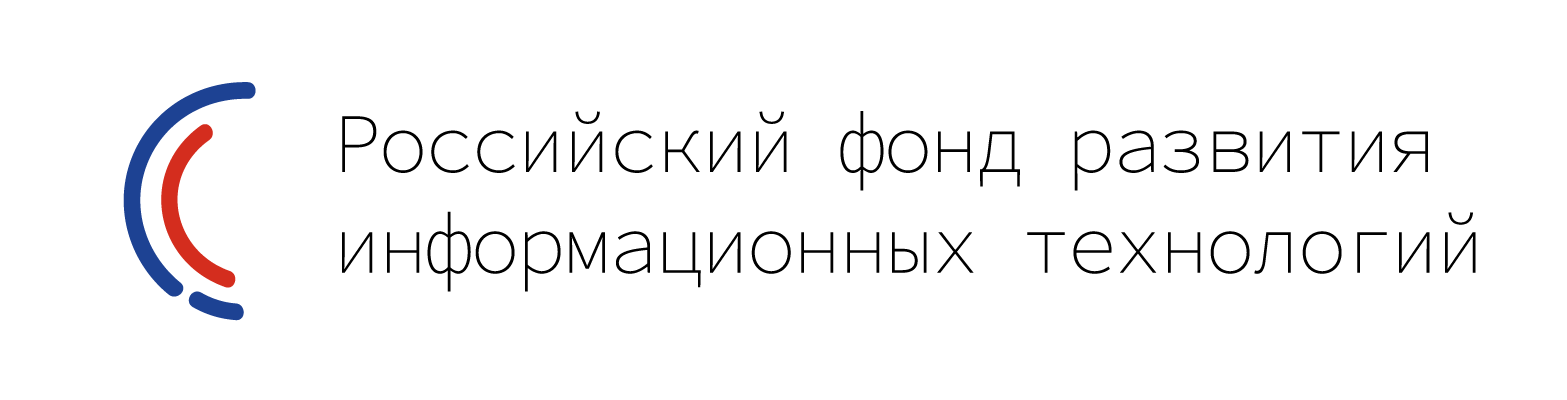 Российский фонд развития
информационных технологий